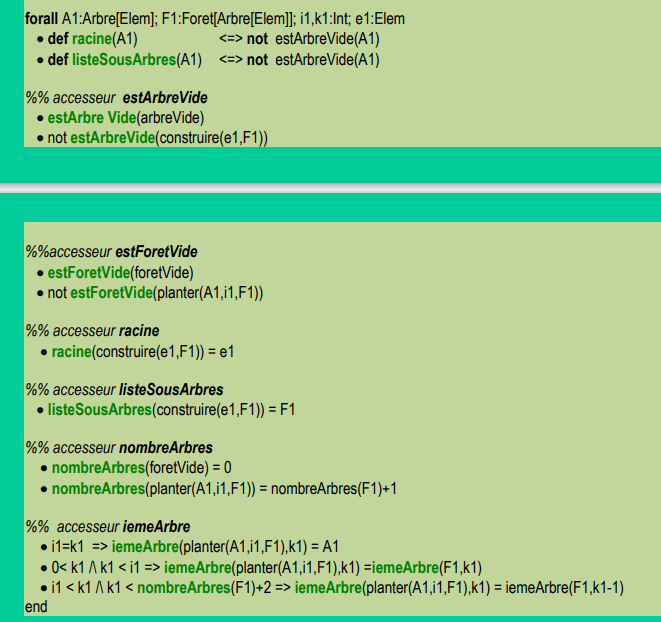 forall A1:Arbre[Elem]; F1:Foret[Arbre[Elem]]; i1,k1:Int; e1:Elem
• def racine(A1) <=> not estArbreVide(A1)
• def listeSousArbres(A1) <=> not estArbreVide(A1)
%% accesseur estArbreVide
• estArbre Vide(arbreVide)
• not estArbreVide(construire(e1,F1))
%%accesseur estForetVide
• estForetVide(foretVide)
• not estForetVide(planter(A1,i1,F1))
%% accesseur racine
• racine(construire(e1,F1)) = e1
%% accesseur listeSousArbres
• listeSousArbres(construire(e1,F1)) = F1
%% accesseur nombreArbres
• nombreArbres(foretVide) = 0
• nombreArbres(planter(A1,i1,F1)) = nombreArbres(F1)+1
%% accesseur iemeArbre
• i1=k1 => iemeArbre(planter(A1,i1,F1),k1) = A1
• 0< k1 /\ k1 < i1 => iemeArbre(planter(A1,i1,F1),k1) =iemeArbre(F1,k1)
• i1 < k1 /\ k1 < nombreArbres(F1)+2 => iemeArbre(planter(A1,i1,F1),k1) = iemeArbre(F1,k1-1)
end